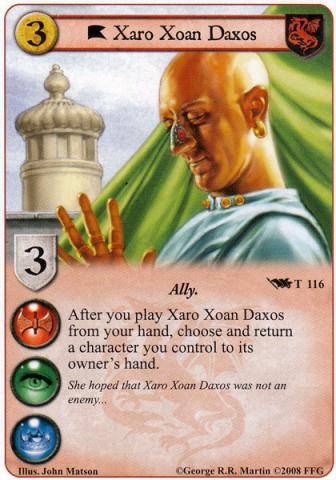 3
Xaro Xoan Daxos
3
Ally.
T 116
After you play Xaro Xoan Daxos
from your hand, choose and return
a character you control to its
owner's hand.
She hoped that Xaro Xoan Daxos was not an
enemy...
Illus. John Matson
©George R.R. Martin ©2008 FFG